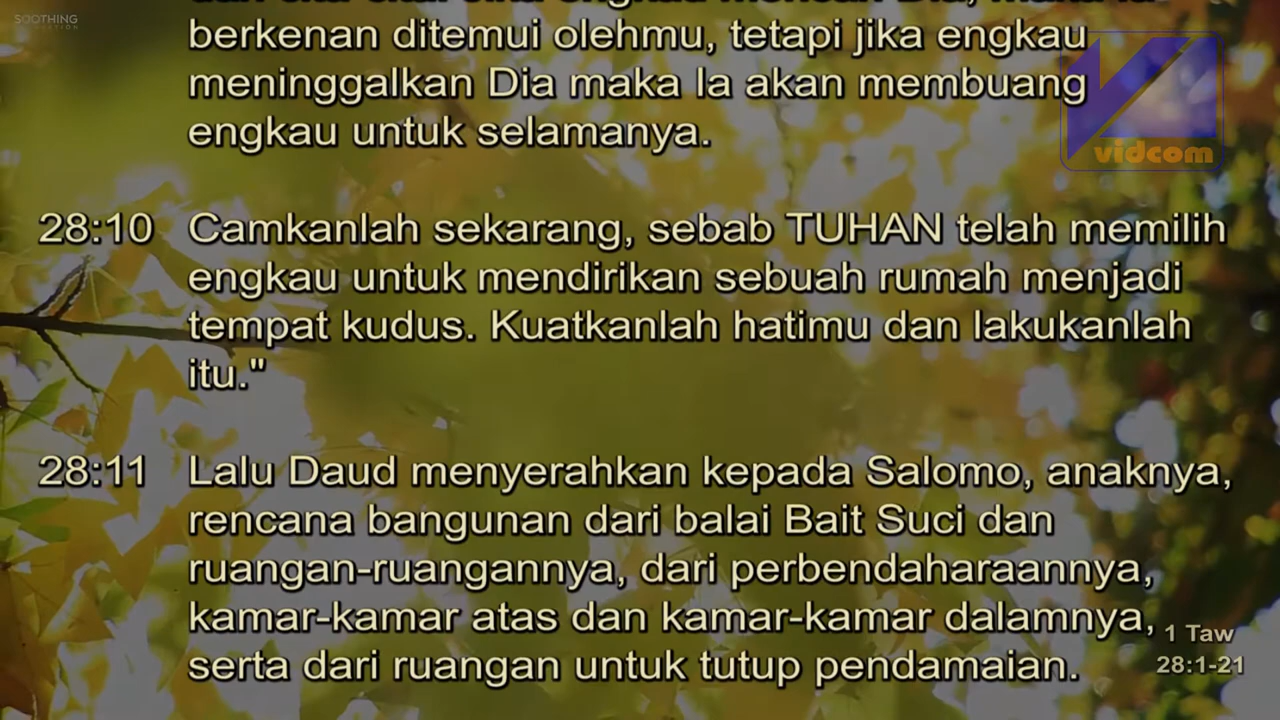 SOOTHING
berkenan ditemui olehmu, tetapi jika engkau
meninggalkan Dia maka Ia akan membuang
engkau untuk selamanya.
vidcom
28:10 Camkanlah sekarang, sebab TUHAN telah memilih
engkau untuk mendirikan sebuah rumah menjadi
tempat kudus. Kuatkanlah hatimu dan lakukanlah
itu."
28:11 Lalu Daud menyerahkan kepada Salomo, anaknya,
rencana bangunan dari balai Bait Suci dan
ruangan-ruangannya, dari perbendaharaannya,
kamar-kamar atas dan kamar-kamar dalamnya,
serta dari ruangan untuk tutup pendamaian.
1 Taw
28:1-21